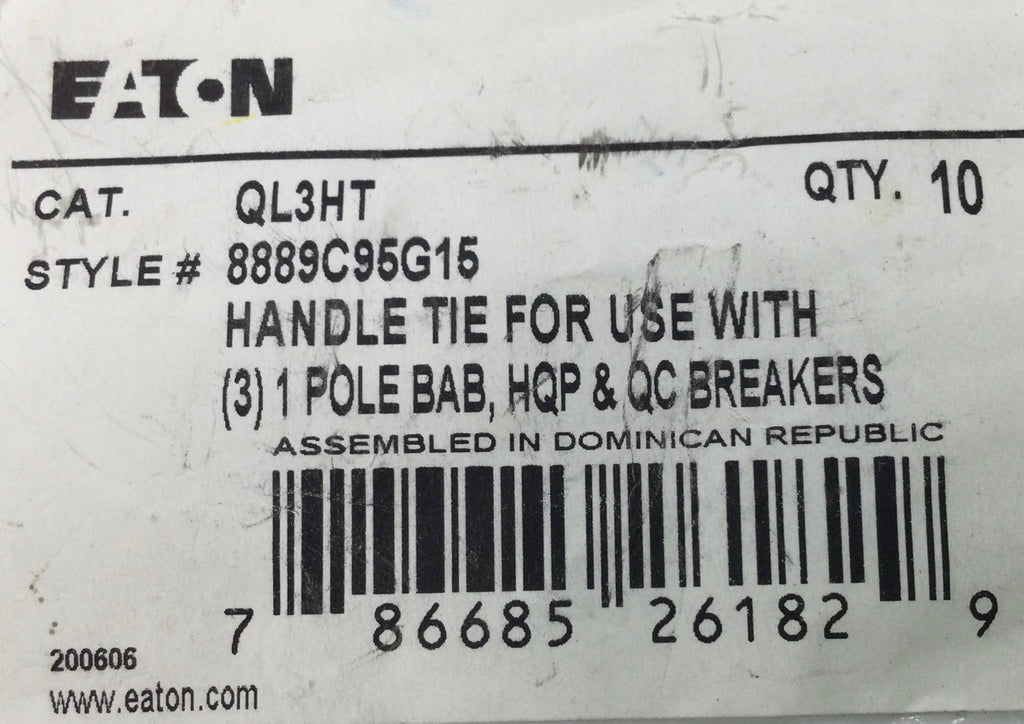 EATON
CAT. QL3HT QTY. 10
STYLE # 8889C95G15
HANDLE TIE FOR USE WITH
(3) 1 POLE BAB, HQP & QC BREAKERS
ASSEMBLED IN DOMINICAN REPUBLIC
7 86685 26182 9
200606
www.eaton.com